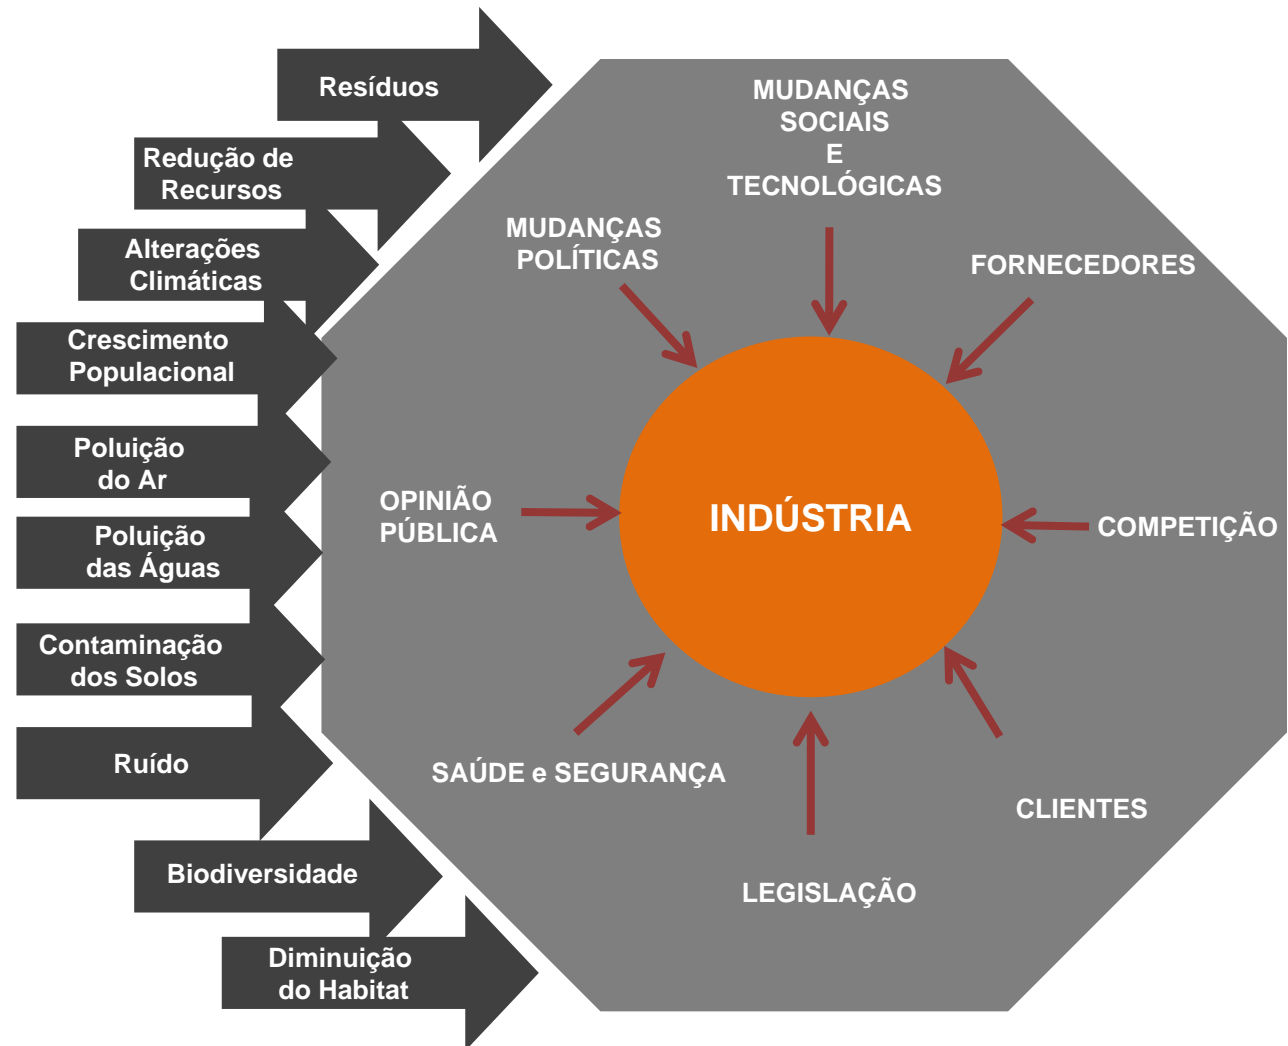 Resíduos
Redução de
Recursos
Alterações
Climáticas
Crescimento
Populacional
Poluição
do Ar
Poluição
das Águas
Contaminação
dos Solos
Ruído
Biodiversidade
Diminuição
do Habitat
MUDANÇAS
SOCIAIS
E
TECNOLÓGICAS
MUDANÇAS
POLÍTICAS
FORNECEDORES
OPINIÃO
PÚBLICA
INDÚSTRIA
COMPETIÇÃO
SAÚDE e SEGURANÇA
CLIENTES
LEGISLAÇÃO